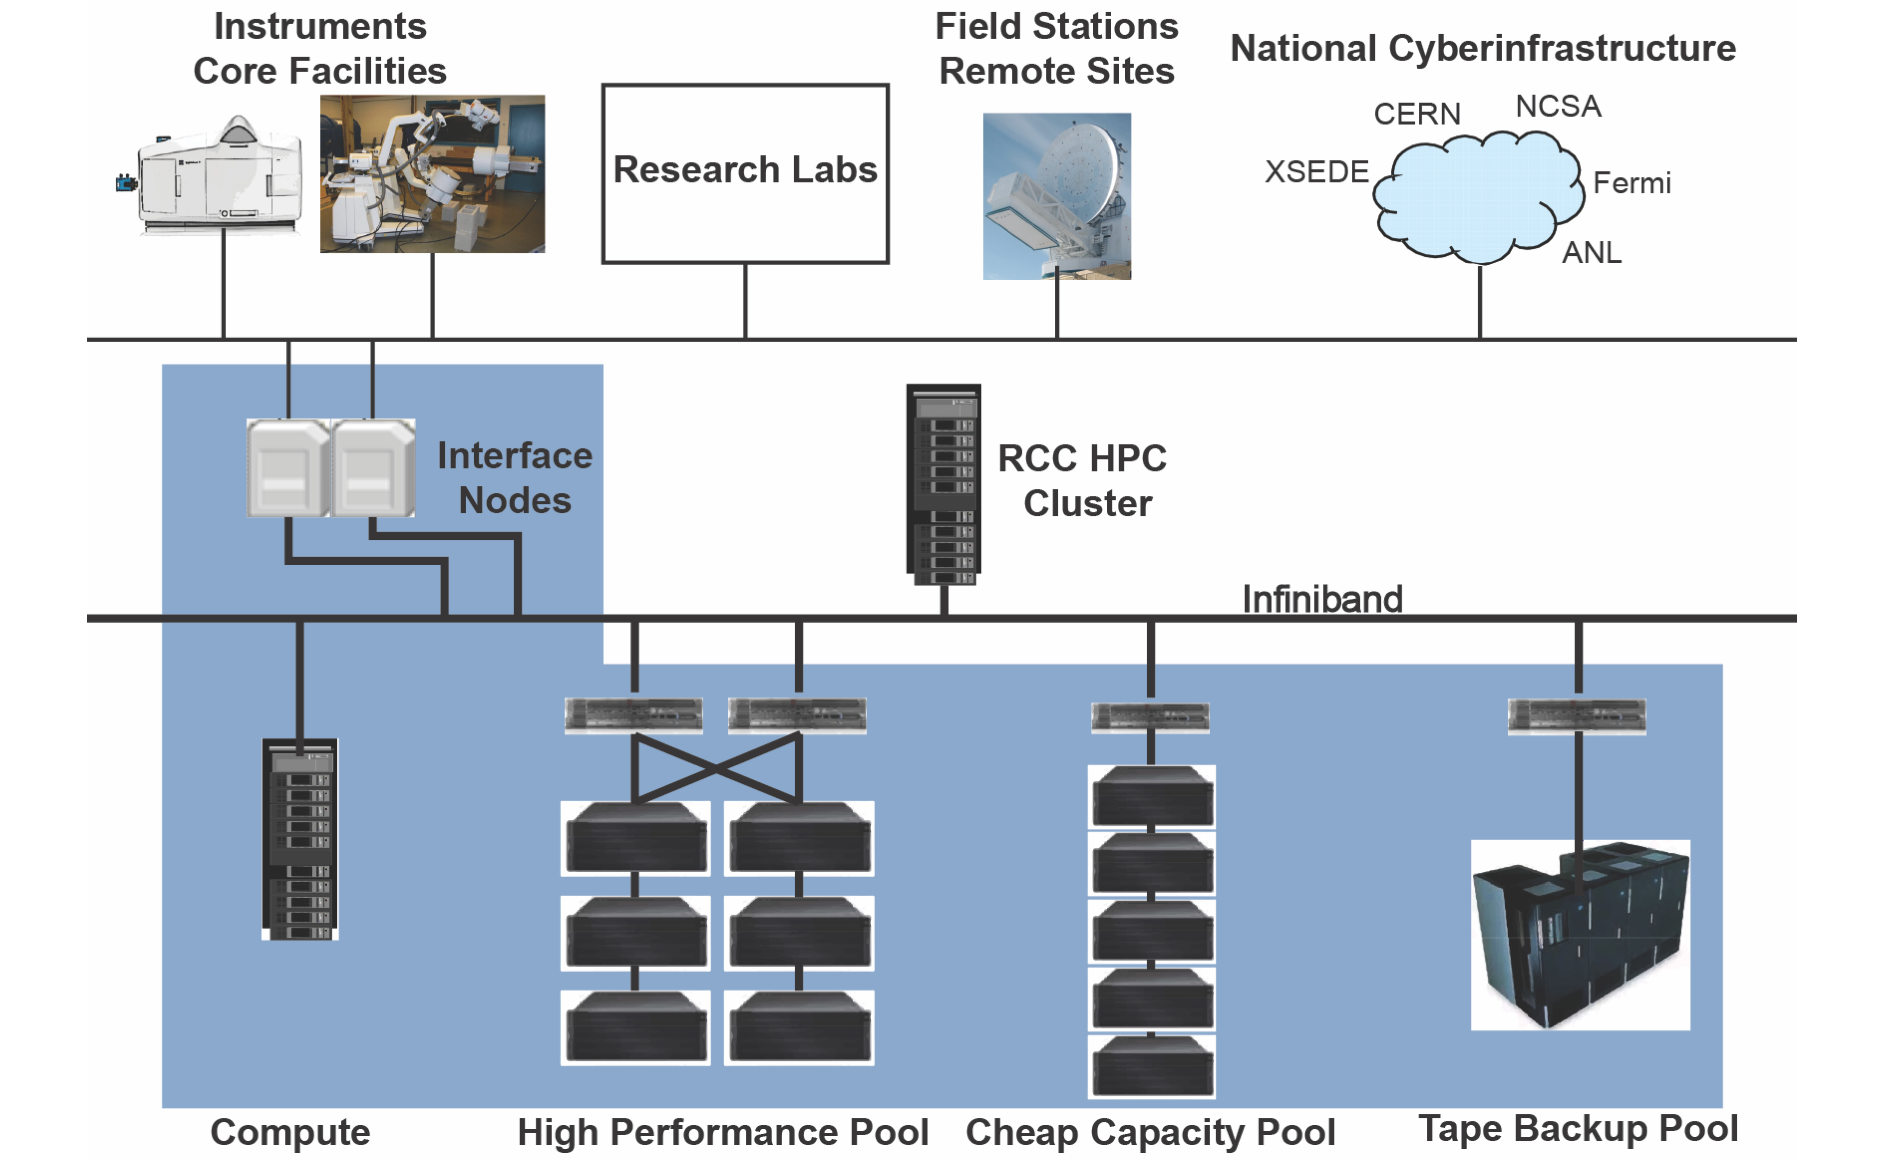 Instruments
Core Facilities
Field Stations
Remote Sites
National Cyberinfrastructure
CERN
NCSA
XSEDE
Fermi
ANL
Research Labs
Interface
Nodes
RCC HPC
Cluster
Infiniband
Compute
High Performance Pool
Cheap Capacity Pool
Tape Backup Pool